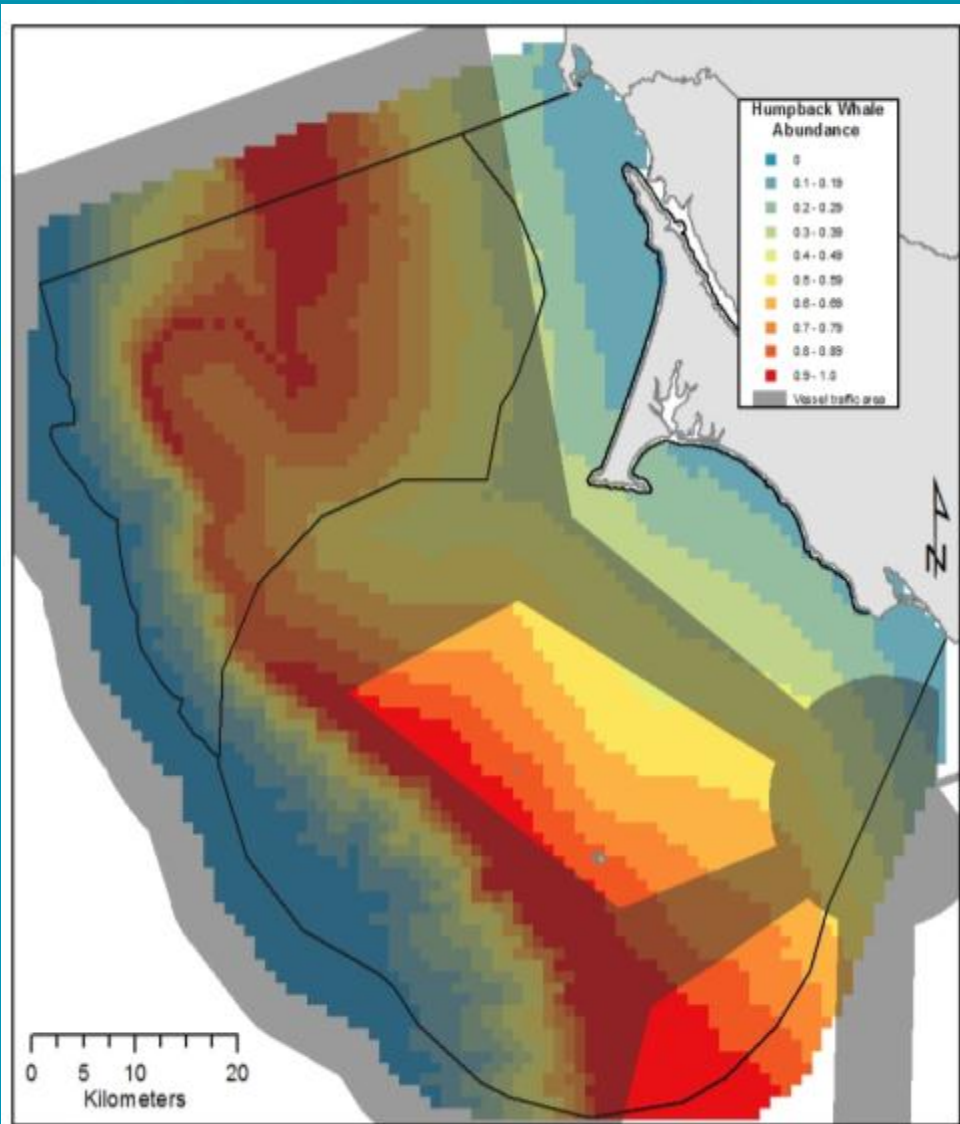 Humpback Whale
Abundance
0
0.1 - 0.19
0.2 - 0.29
0.3 - 0.39
0.4 - 0.49
0.5 - 0.59
0.6 - 0.69
0.7 - 0.79
0.8 - 0.89
0.9 - 1.0
Vessel traffic area
N
0 5 10 20
Kilometers